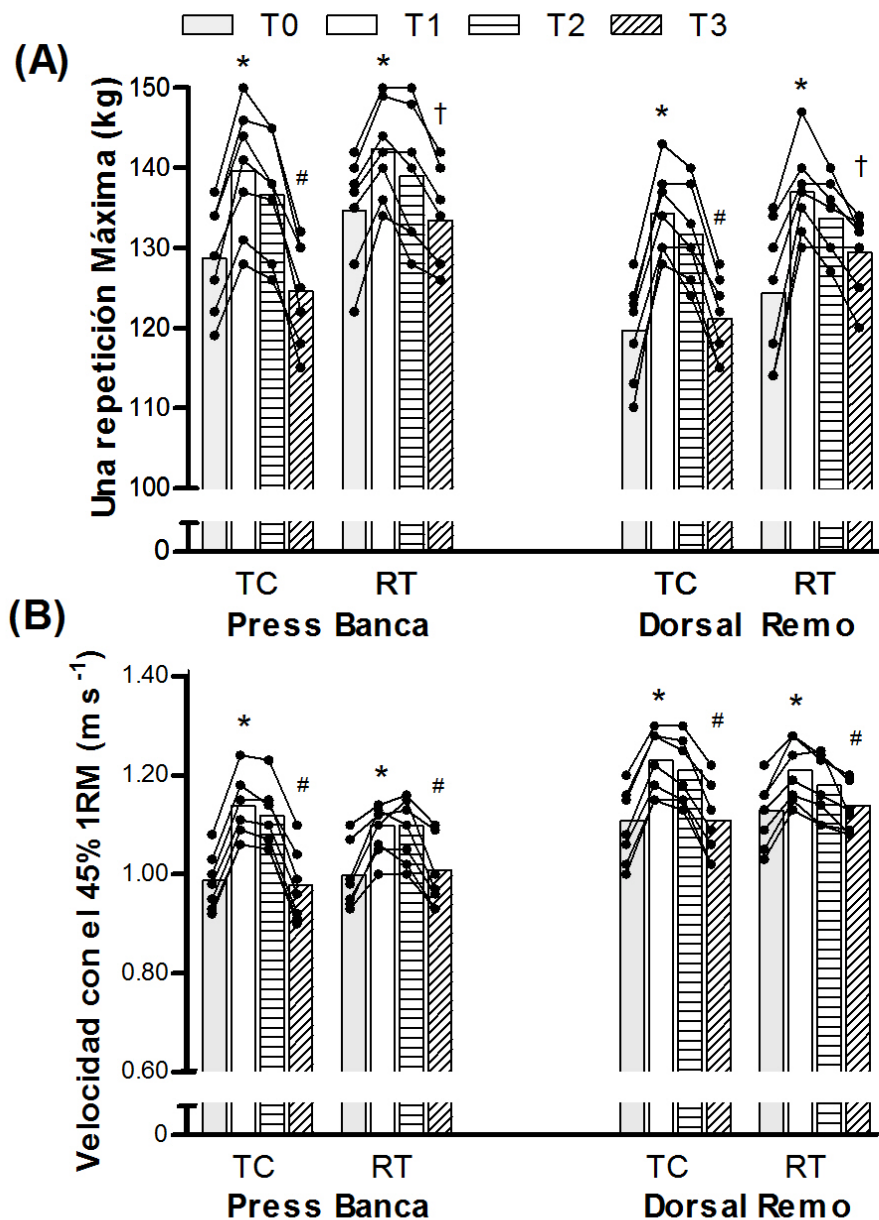 T0 T1 T2 T3
(A)
Una repetición Máxima (kg)
150
140
130
120
110
100
0
* # * † * # * †
TC RT TC RT
Press Banca Dorsal Remo
(B)
Velocidad con el 45% 1RM (m s⁻¹)
1.40
1.20
1.00
0.80
0.60
0
* # * # * # * #
TC RT TC RT
Press Banca Dorsal Remo